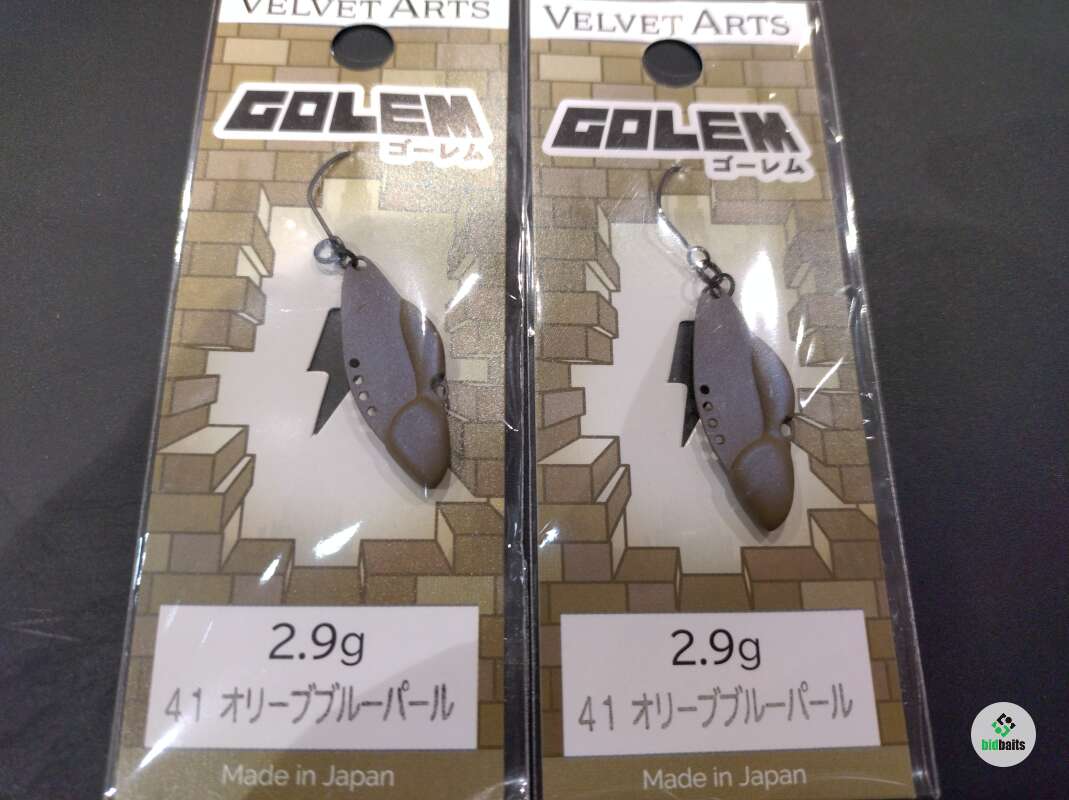 VELVET ARTS
GOLEM
ゴーレム
2.9g
41 オリーブブルーパール
Made in Japan
VELVET ARTS
GOLEM
ゴーレム
2.9g
41 オリーブブルーパール
Made in Japan
bidbaits